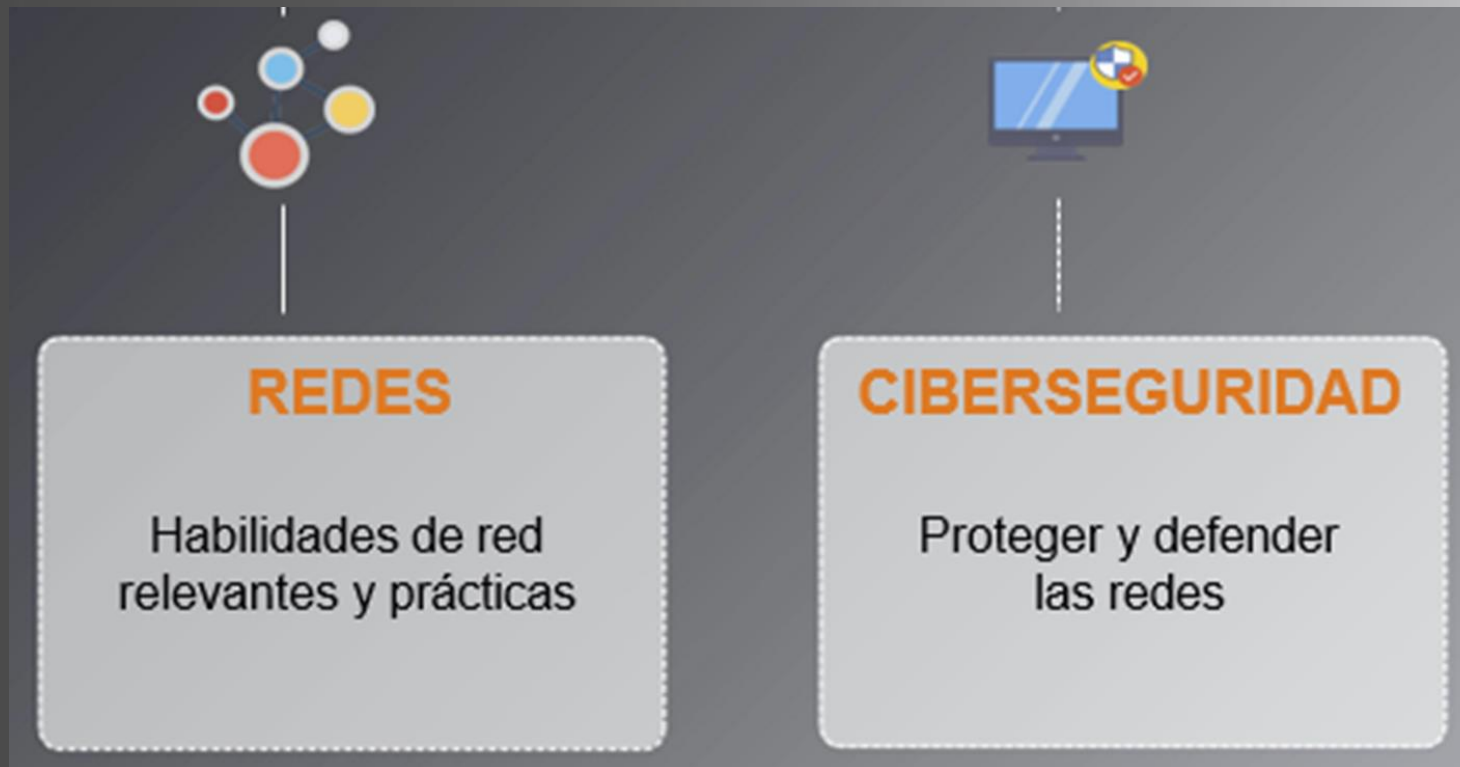 REDES
Habilidades de red
relevantes y prácticas
CIBERSEGURIDAD
Proteger y defender
las redes